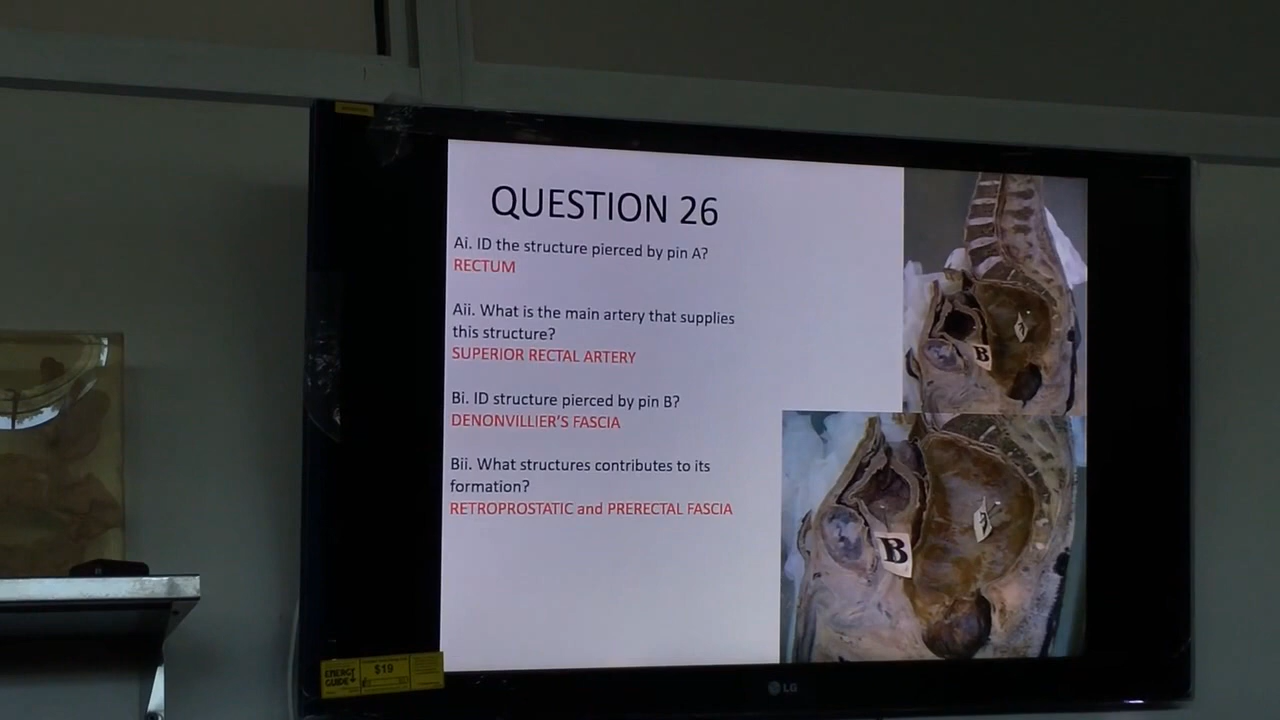 QUESTION 26
Ai. ID the structure pierced by pin A?
RECTUM
Aii. What is the main artery that supplies
this structure?
SUPERIOR RECTAL ARTERY
Bi. ID structure pierced by pin B?
DENONVILLIER'S FASCIA
Bii. What structures contributes to its
formation?
RETROPROSTATIC and PRERECTAL FASCIA
B
B
ENERGY
GUIDE
$19
LG